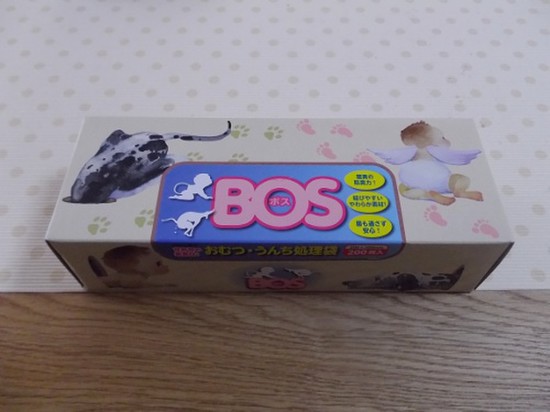 BOS
ボス
驚異の
防臭力!
結びやすい
やわらか素材!
菌も通さず
安心!
おむつ・うんち処理袋
200枚入
BOS